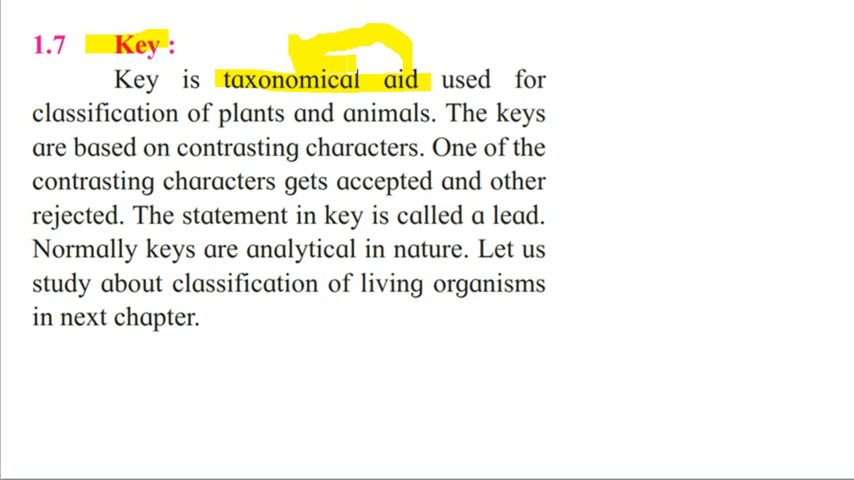 1.7 Key :
Key is taxonomical aid used for
classification of plants and animals. The keys
are based on contrasting characters. One of the
contrasting characters gets accepted and other
rejected. The statement in key is called a lead.
Normally keys are analytical in nature. Let us
study about classification of living organisms
in next chapter.